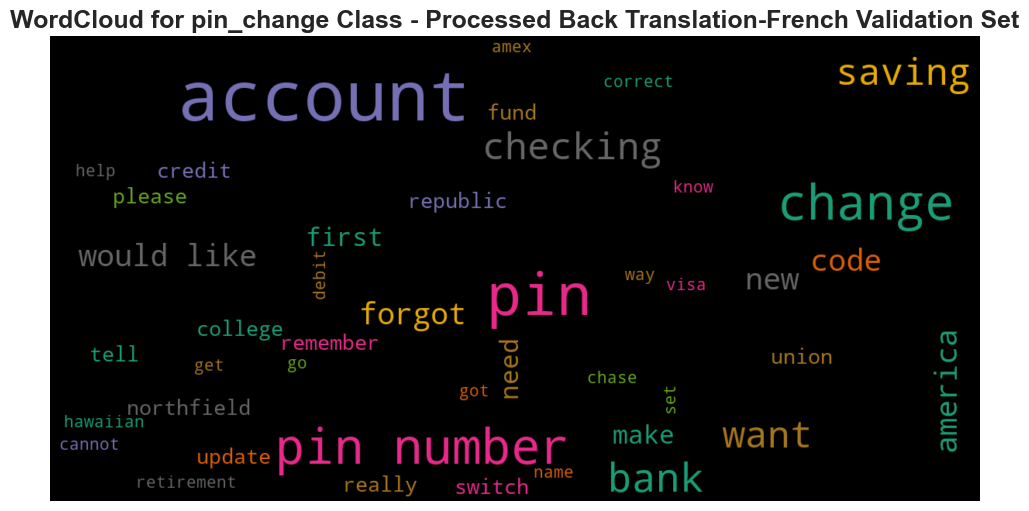 WordCloud for pin_change Class - Processed Back Translation-French Validation Set
amex
saving
account
correct
fund
checking
help
credit
know
please
republic
change
first
would like
code
debit
way
new
visa
pin
forgot
college
remember
america
tell
union
get
go
need
chase
got
set
northfield
hawaiian
make
want
cannot
pin number
update
name
bank
retirement
really
switch